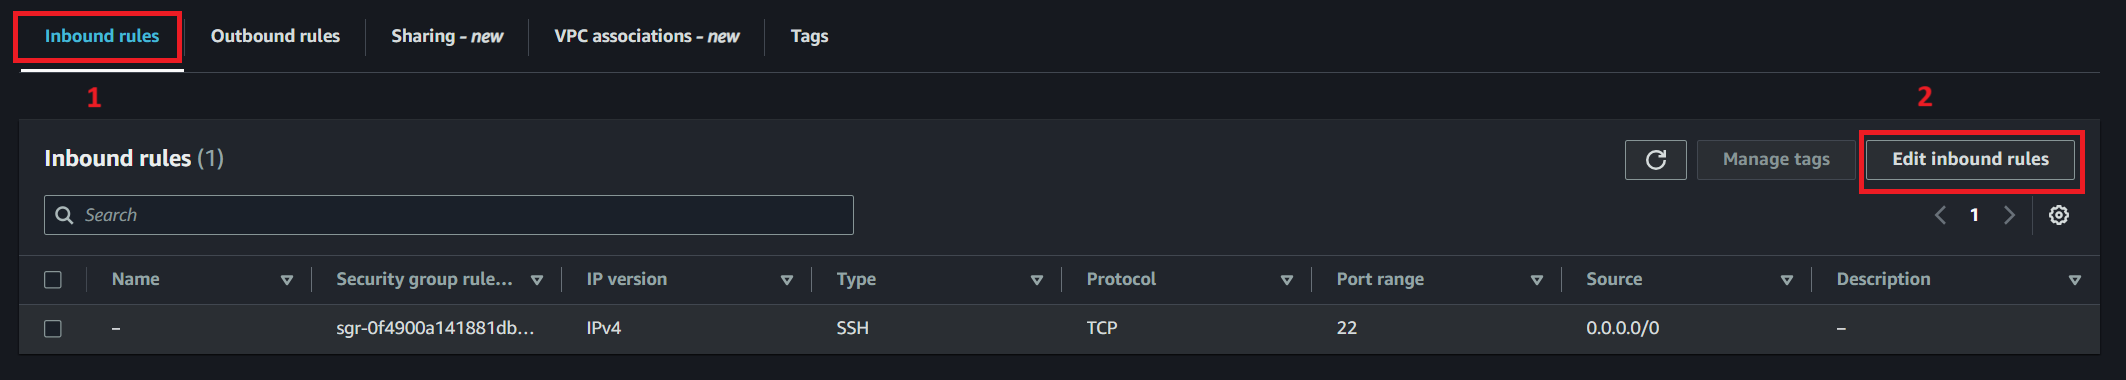 Inbound rules Outbound rules Sharing - new VPC associations - new Tags
1 2
Inbound rules (1) Manage tags Edit inbound rules
Search 1
Name Security group rule... IP version Type Protocol Port range Source Description
– sgr-0f4900a141881db... IPv4 SSH TCP 22 0.0.0.0/0 –